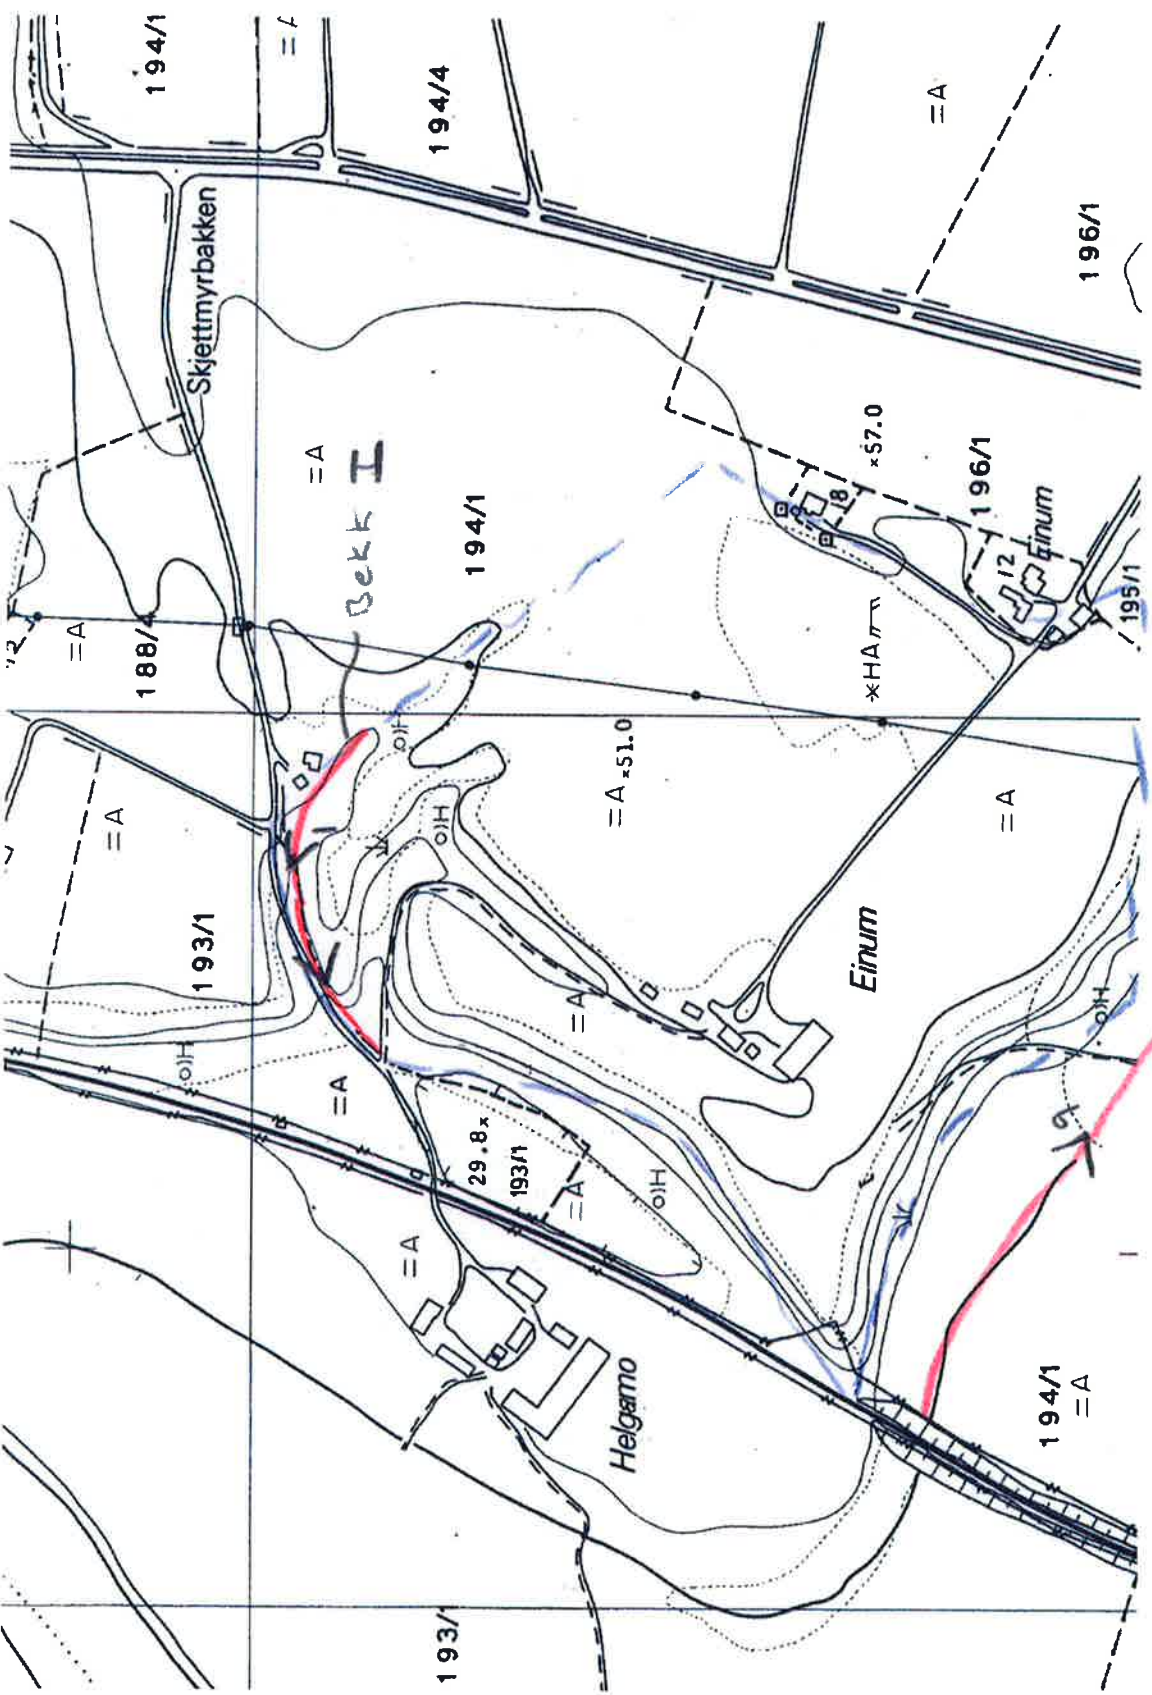 194/1
=A
194/4
=A
196/1
Skjettmyrbakken
=A
Bekk I
194/1
×57.0
18
196/1
Einum
12
195/1
=A
188/4
HA
=A ×51.0
=A
=A
193/1
Einum
=A
=A
29.8×
193/1
=A
=A
Helgamo
194/1
=A
193/1